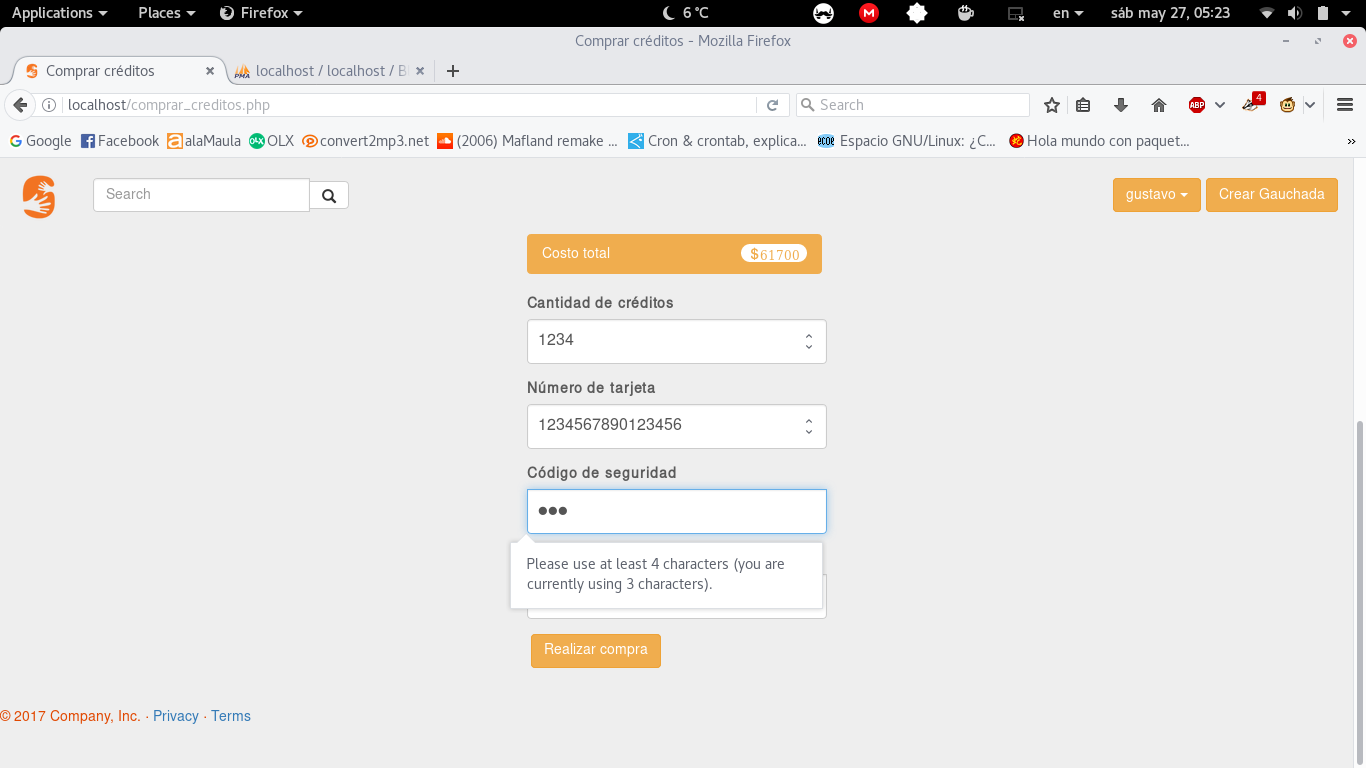 Applications Places Firefox 6 °C en sáb may 27, 05:23
Comprar créditos - Mozilla Firefox
Comprar créditos localhost / localhost / B
localhost/comprar_creditos.php Search ABP 4
Google Facebook alaMaula OLX convert2mp3.net (2006) Mafland remake ... Cron & crontab, explica... Espacio GNU/Linux: ¿C... Hola mundo con paquet...
Search gustavo Crear Gauchada
Costo total $61700
Cantidad de créditos
1234
Número de tarjeta
1234567890123456
Código de seguridad
●●●
Please use at least 4 characters (you are
currently using 3 characters).
Realizar compra
© 2017 Company, Inc. · Privacy · Terms